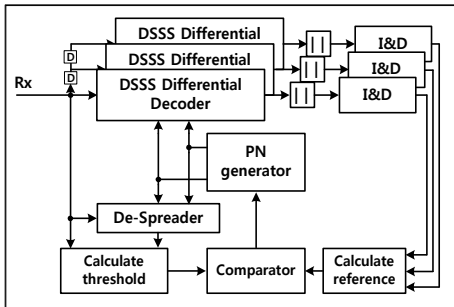 DSSS Differential
DSSS Differential
DSSS Differential
Decoder
D
D
Rx
| |
| |
| |
I&D
I&D
I&D
PN
generator
De-Spreader
Calculate
threshold
Comparator
Calculate
reference